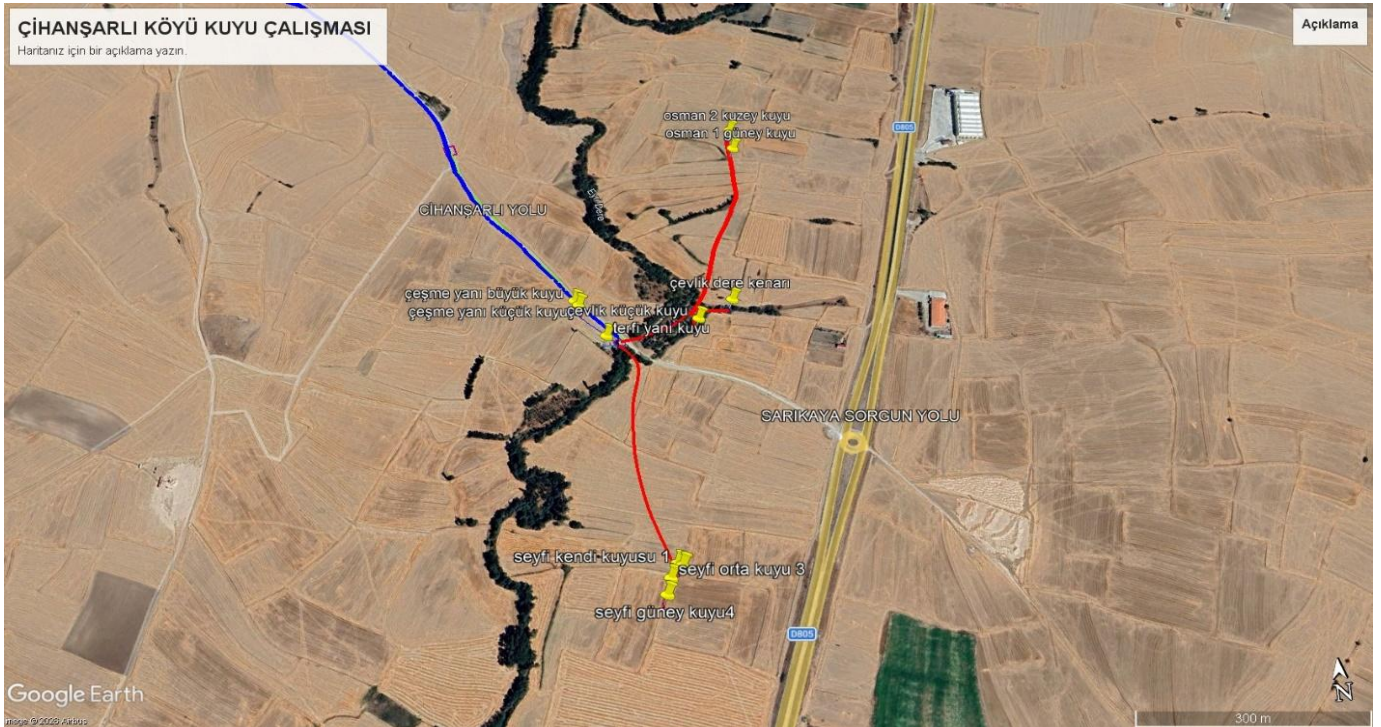 ÇİHANŞARLI KÖYÜ KUYU ÇALIŞMASI
Haritanız için bir açıklama yazın.
Açıklama
osman 2 kuzey kuyu
osman 1 güney kuyu
D805
CİHANŞARLI YOLU
çevlik dere kenarı
çeşme yanı büyük kuyu
çeşme yanı küçük kuyu
çevlik küçük kuyu
terfi yanı kuyu
SARIKAYA SORGUN YOLU
seyfi kendi kuyusu 1
seyfi orta kuyu 3
seyfi güney kuyu4
D805
Google Earth
N
300 m